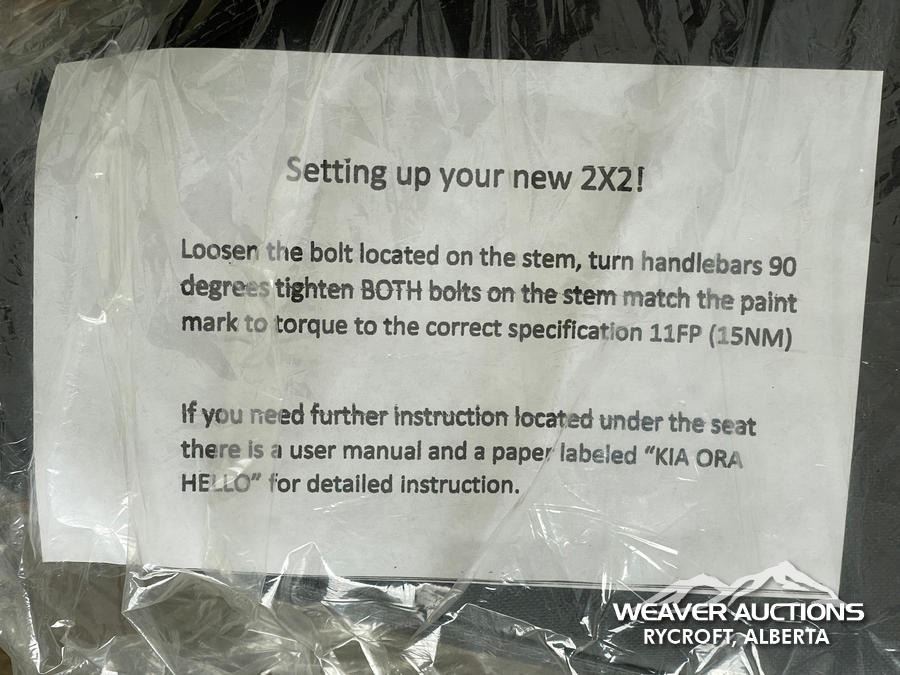 Setting up your new 2X2!
Loosen the bolt located on the stem, turn handlebars 90
degrees tighten BOTH bolts on the stem match the paint
mark to torque to the correct specification 11FP (15NM)
If you need further instruction located under the seat
there is a user manual and a paper labeled “KIA ORA
HELLO” for detailed instruction.
WEAVER AUCTIONS
RYCROFT, ALBERTA